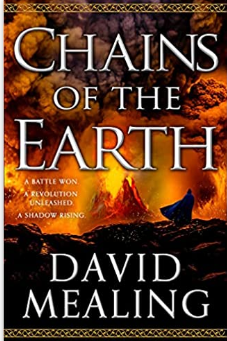 CHAINS
OF THE
EARTH
A BATTLE WON.
A REVOLUTION
UNLEASHED.
A SHADOW RISING.
DAVID
MEALING